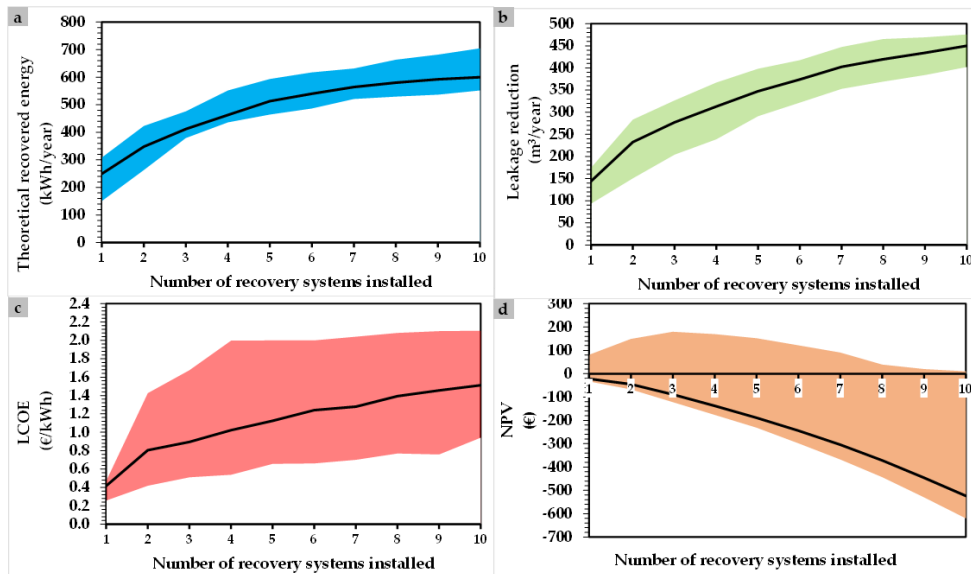 a
Theoretical recovered energy
(kWh/year)
800
700
600
500
400
300
200
100
0
1 2 3 4 5 6 7 8 9 10
Number of recovery systems installed
b
Leakage reduction
(m³/year)
500
450
400
350
300
250
200
150
100
50
0
1 2 3 4 5 6 7 8 9 10
Number of recovery systems installed
c
LCOE
(€/kWh)
2.4
2.2
2.0
1.8
1.6
1.4
1.2
1.0
0.8
0.6
0.4
0.2
0.0
1 2 3 4 5 6 7 8 9 10
Number of recovery systems installed
d
NPV
(€)
300
200
100
0
-100
-200
-300
-400
-500
-600
-700
1 2 3 4 5 6 7 8 9 10
Number of recovery systems installed